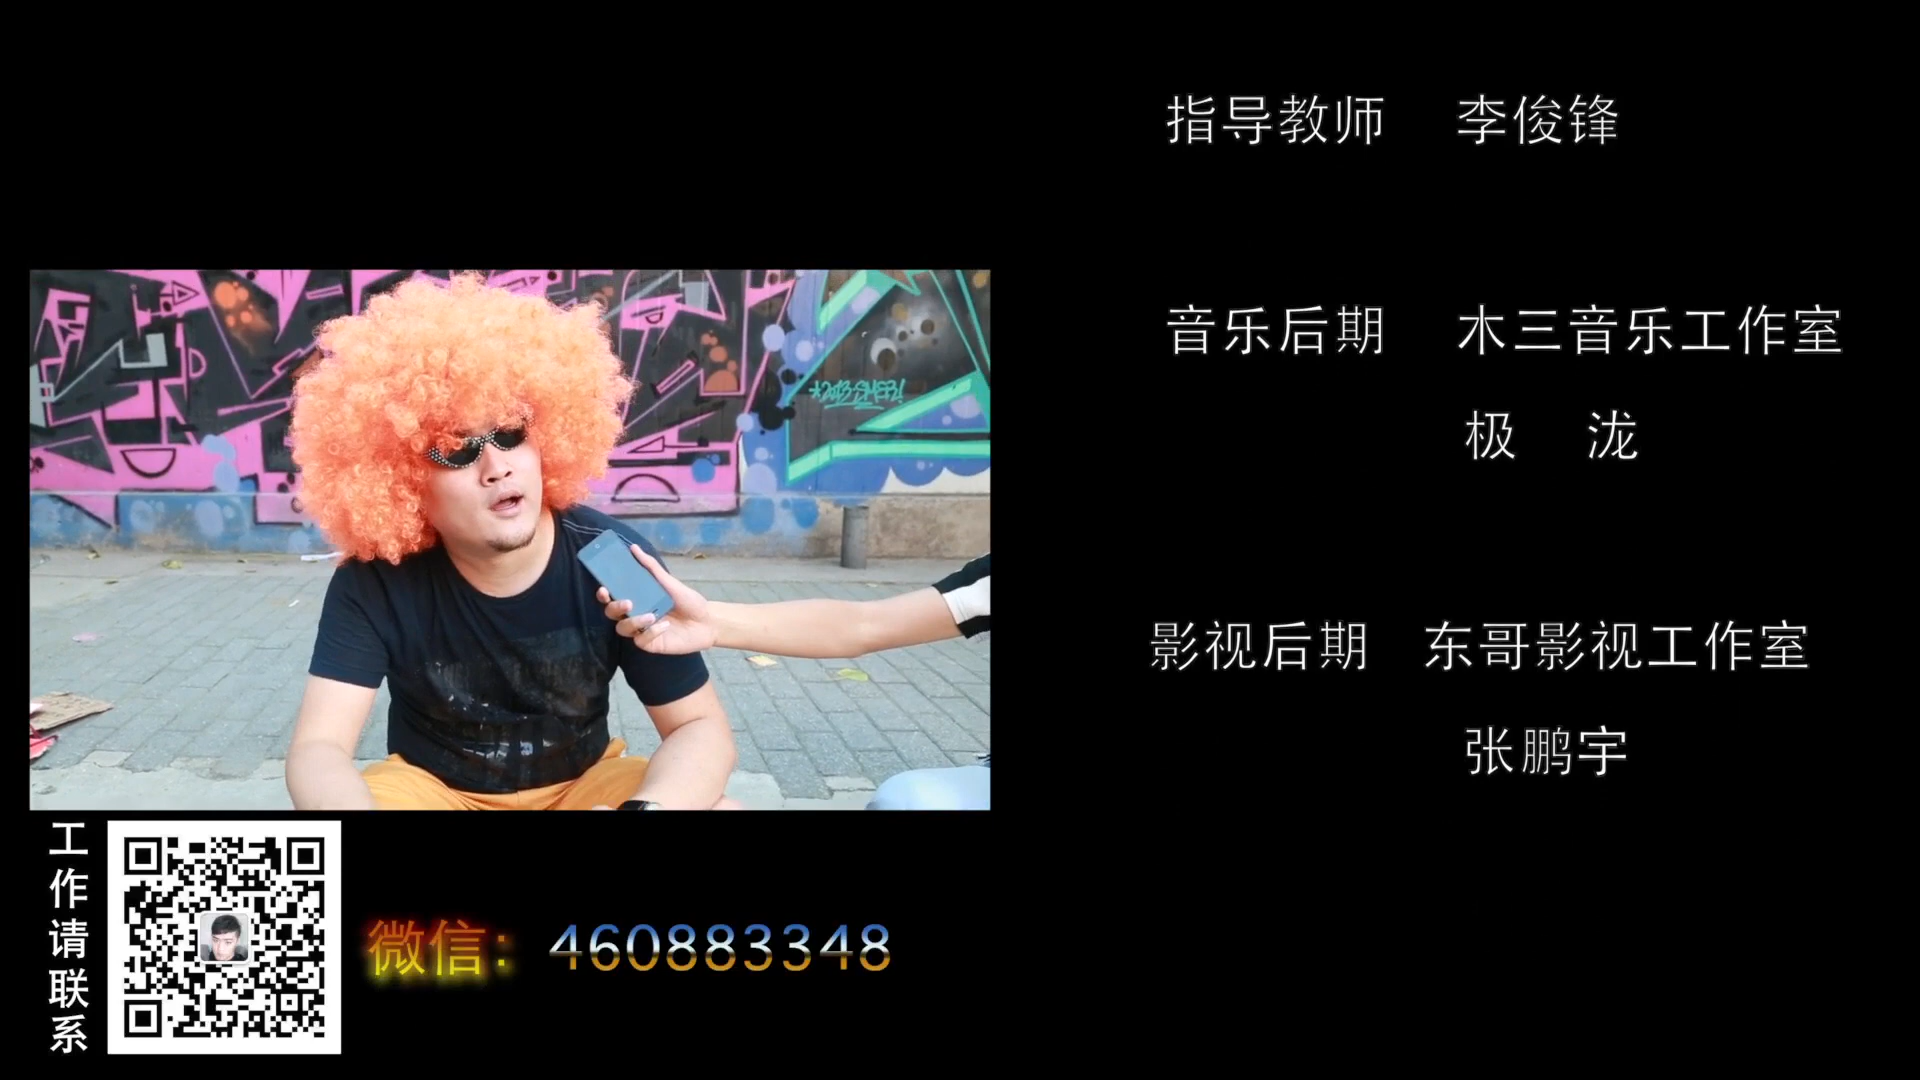 指导教师 李俊锋
音乐后期 木三音乐工作室
极 泷
影视后期 东哥影视工作室
张鹏宇
工作请联系
微信：460883348